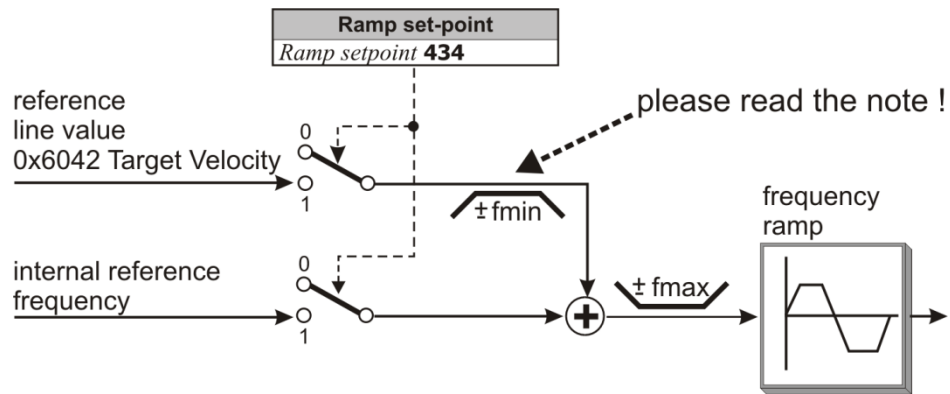 Ramp set-point
Ramp setpoint 434
reference
line value
0x6042 Target Velocity
0
1
please read the note !
± fmin
internal reference
frequency
0
1
± fmax
frequency
ramp